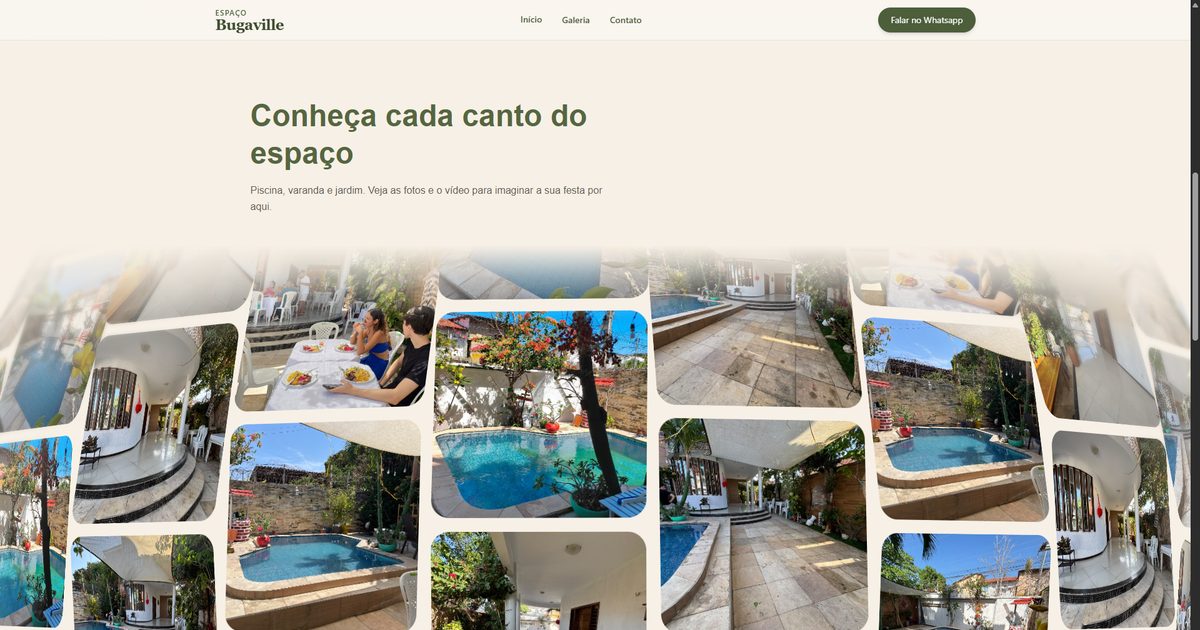 ESPAÇO
Bugaville
Início
Galeria
Contato
Falar no Whatsapp
Conheça cada canto do
espaço
Piscina, varanda e jardim. Veja as fotos e o vídeo para imaginar a sua festa por
aqui.